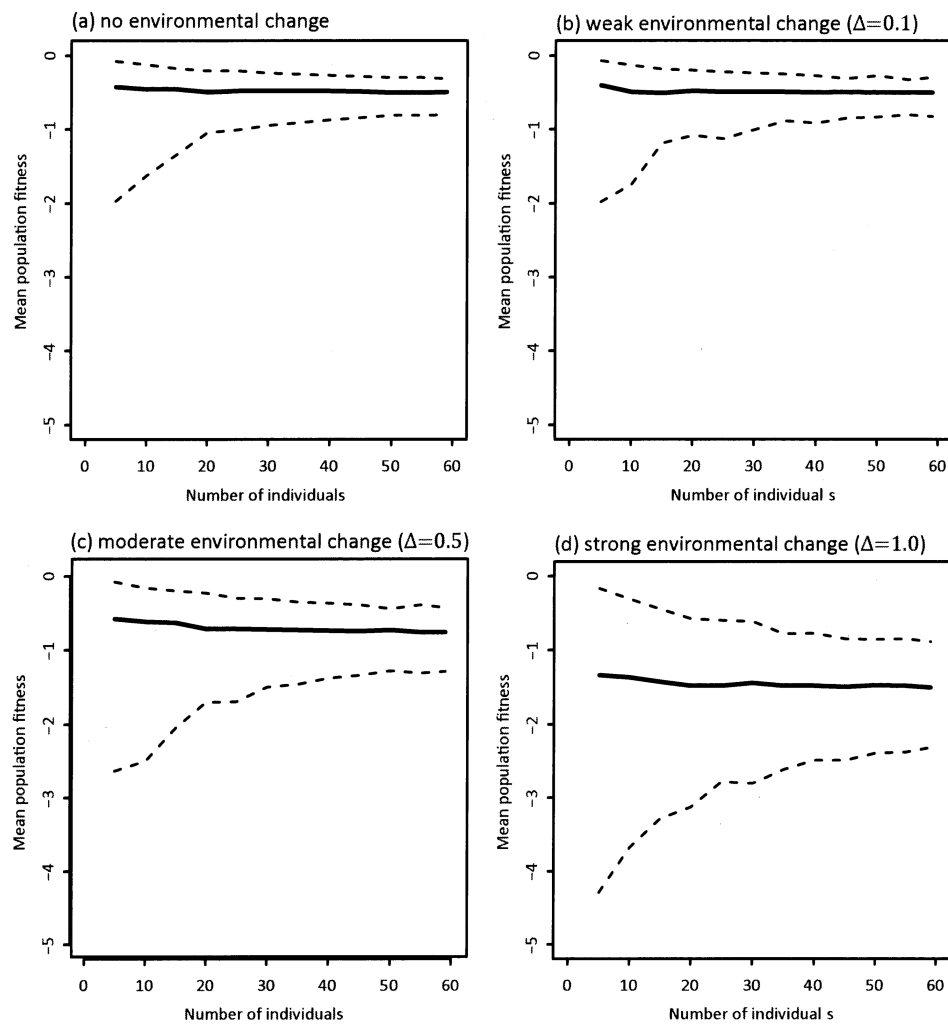 (a) no environmental change
0
-1
-2
-3
-4
-5
Mean population fitness
0 10 20 30 40 50 60
Number of individuals
(b) weak environmental change (Δ=0.1)
0
-1
-2
-3
-4
-5
Mean population fitness
0 10 20 30 40 50 60
Number of individual s
(c) moderate environmental change (Δ=0.5)
0
-1
-2
-3
-4
-5
Mean population fitness
0 10 20 30 40 50 60
Number of individuals
(d) strong environmental change (Δ=1.0)
0
-1
-2
-3
-4
-5
Mean population fitness
0 10 20 30 40 50 60
Number of individual s